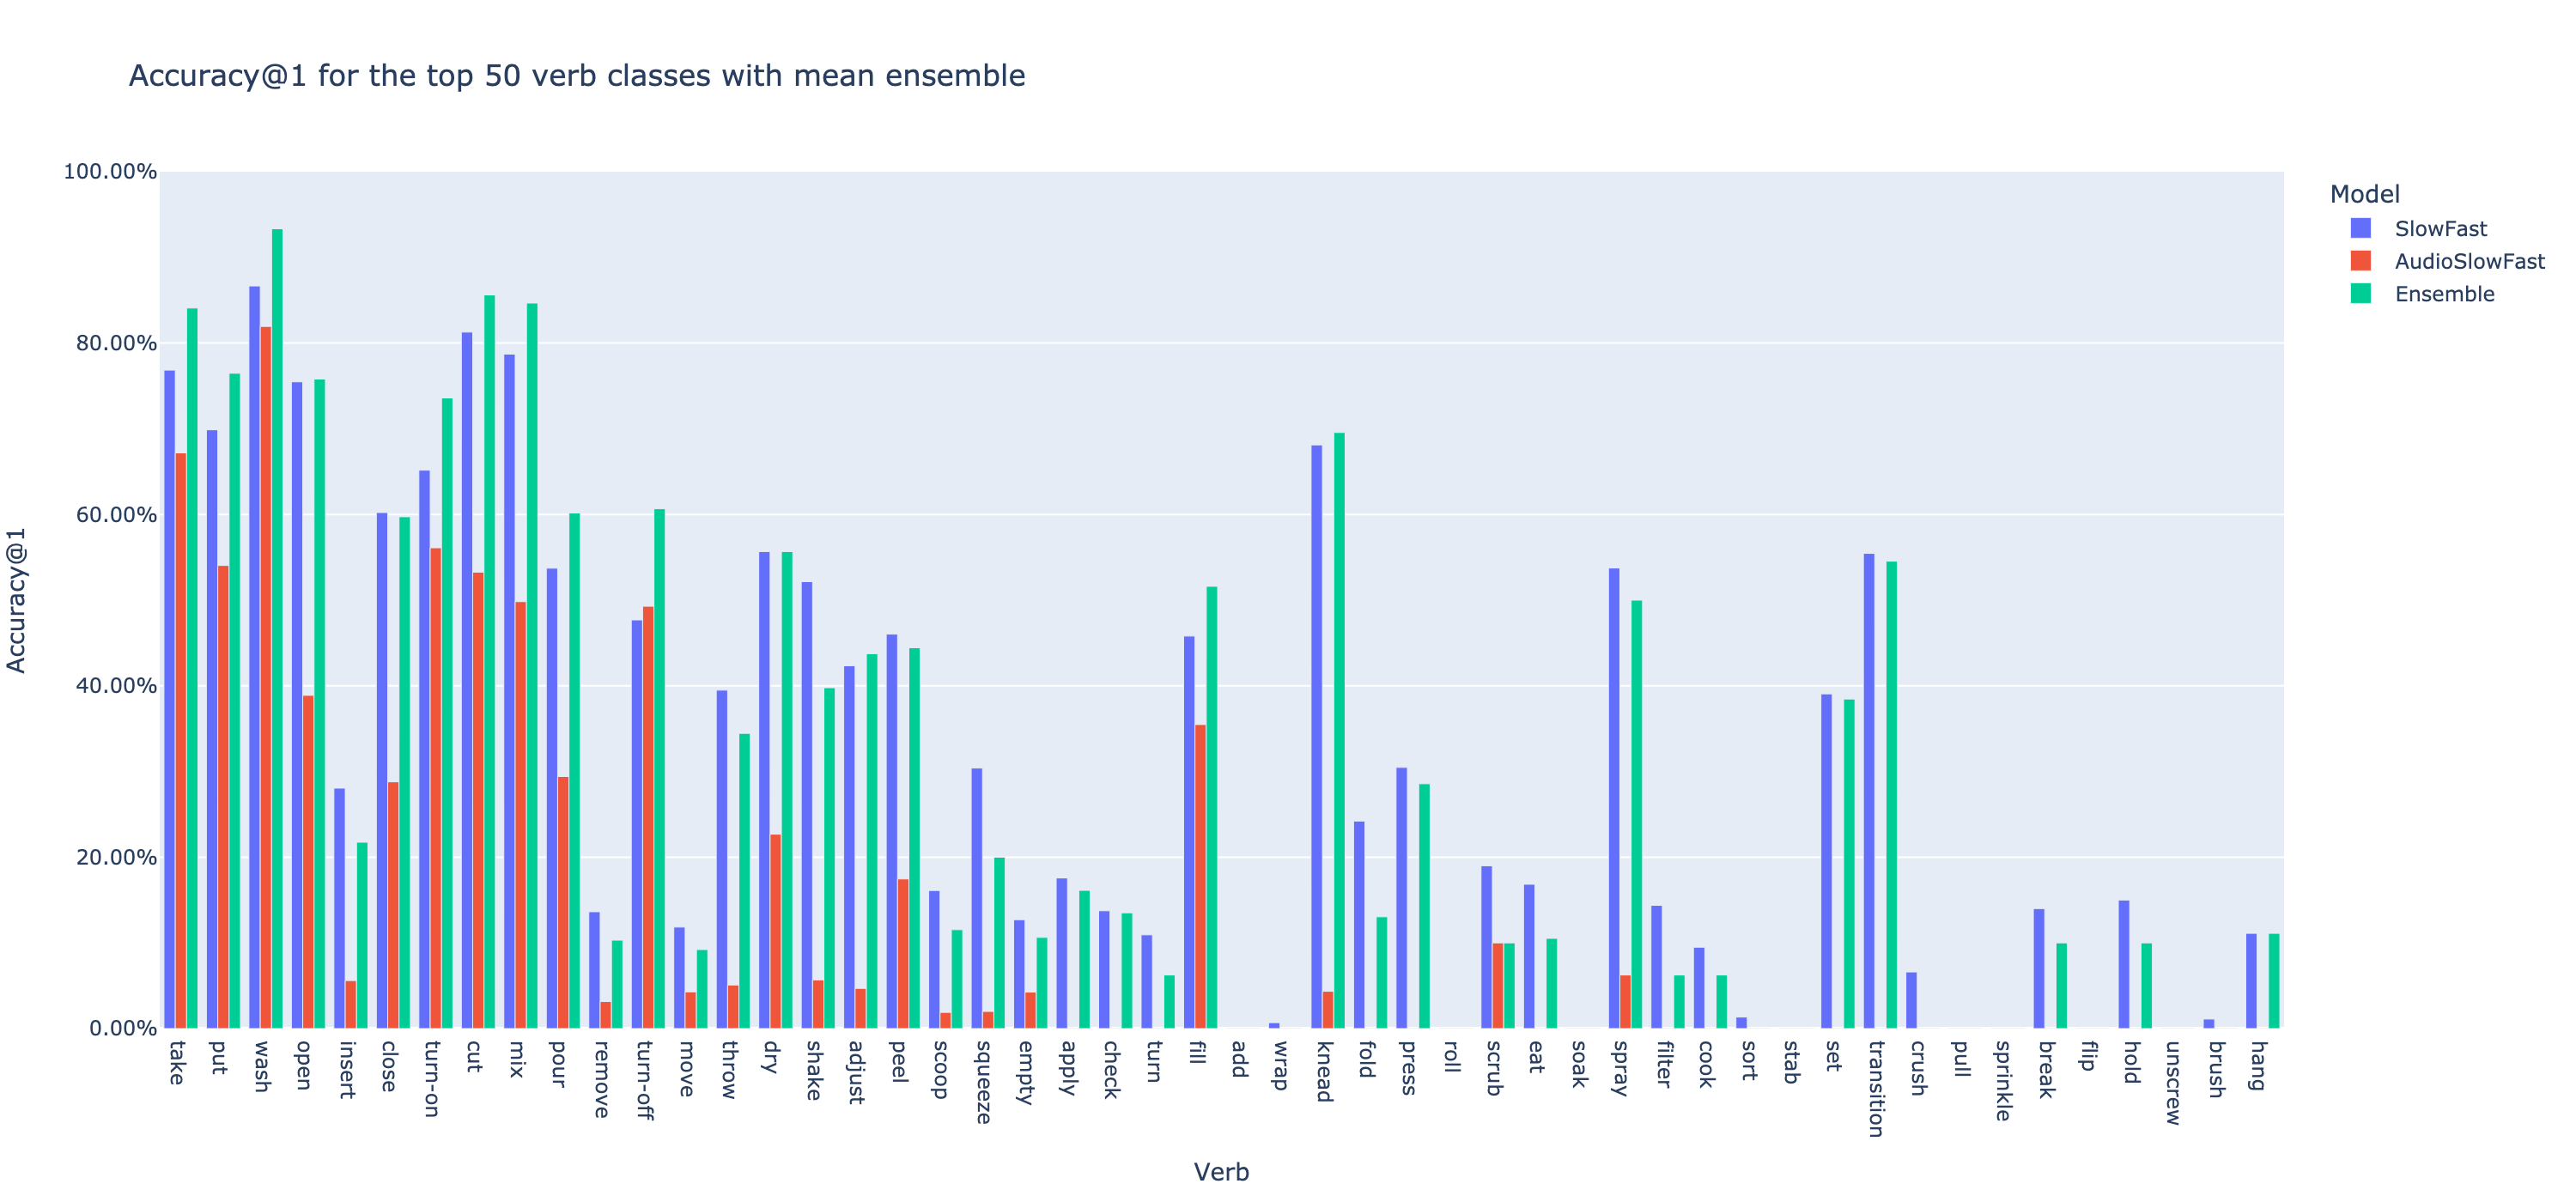 Accuracy@1 for the top 50 verb classes with mean ensemble
100.00%
80.00%
60.00%
40.00%
20.00%
0.00%
Accuracy@1
take
put
wash
open
insert
close
turn-on
cut
mix
pour
remove
turn-off
move
throw
dry
shake
adjust
peel
scoop
squeeze
empty
apply
check
turn
fill
add
wrap
knead
fold
press
roll
scrub
eat
soak
spray
filter
cook
sort
stab
set
transition
crush
pull
sprinkle
break
flip
hold
unscrew
brush
hang
Verb
Model
SlowFast
AudioSlowFast
Ensemble